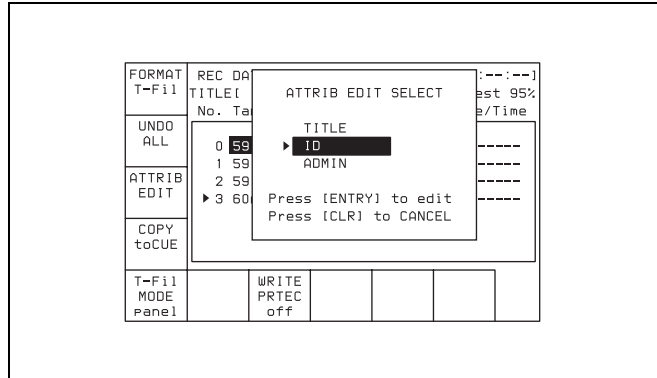 FORMAT
T-Fil
UNDO
ALL
ATTRIB
EDIT
COPY
toCUE
T-Fil
MODE
Panel
WRITE
PRTEC
off
REC DA
:--:--]
TITLE[
est 95%
No. Ta
e/Time
0 59
1 59
2 59
3 60
ATTRIB EDIT SELECT
TITLE
ID
ADMIN
Press [ENTRY] to edit
Press [CLR] to CANCEL